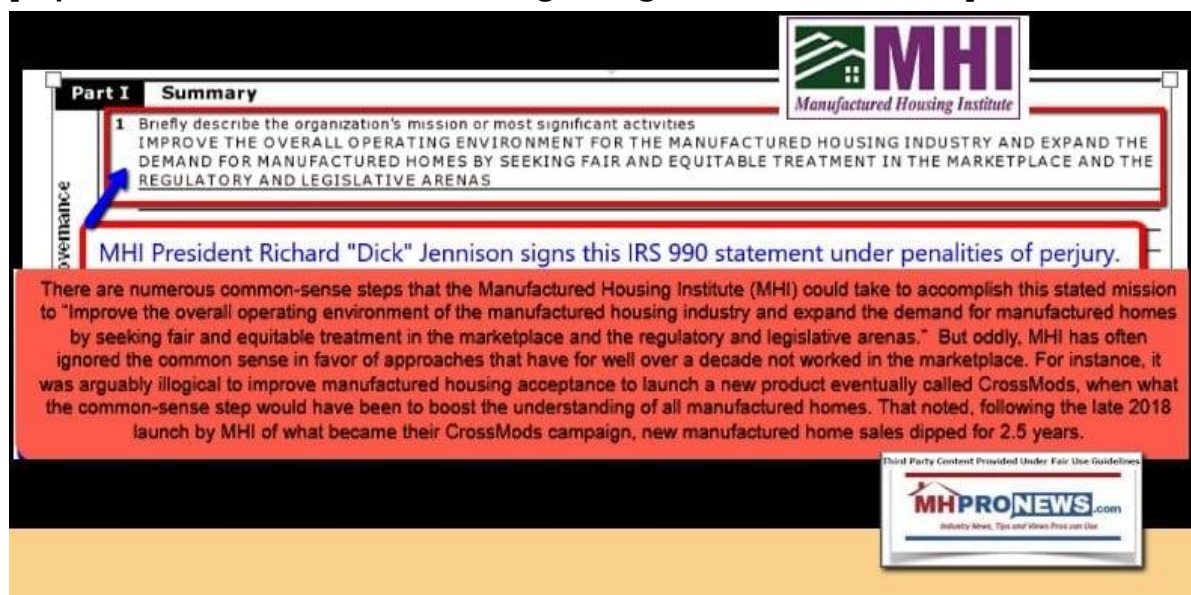 MHI
Manufactured Housing Institute
Part I Summary
1 Briefly describe the organization's mission or most significant activities
IMPROVE THE OVERALL OPERATING ENVIRONMENT FOR THE MANUFACTURED HOUSING INDUSTRY AND EXPAND THE
DEMAND FOR MANUFACTURED HOMES BY SEEKING FAIR AND EQUITABLE TREATMENT IN THE MARKETPLACE AND THE
REGULATORY AND LEGISLATIVE ARENAS
MHI President Richard "Dick" Jennison signs this IRS 990 statement under penalities of perjury.
There are numerous common-sense steps that the Manufactured Housing Institute (MHI) could take to accomplish this stated mission
to "Improve the overall operating environment of the manufactured housing industry and expand the demand for manufactured homes
by seeking fair and equitable treatment in the marketplace and the regulatory and legislative arenas." But oddly, MHI has often
ignored the common sense in favor of approaches that have for well over a decade not worked in the marketplace. For instance, it
was arguably illogical to improve manufactured housing acceptance to launch a new product eventually called CrossMods, when what
the common-sense step would have been to boost the understanding of all manufactured homes. That noted, following the late 2018
launch by MHI of what became their CrossMods campaign, new manufactured home sales dipped for 2.5 years.
Third Party Content Provided Under Fair Use Guidelines
MHPRONEWS.com
Industry News, Tips and Views Pros can Use